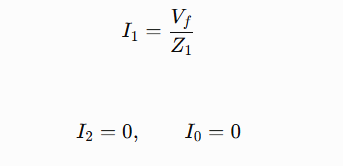 I₁ = V_f / Z₁
I₂ = 0, I₀ = 0